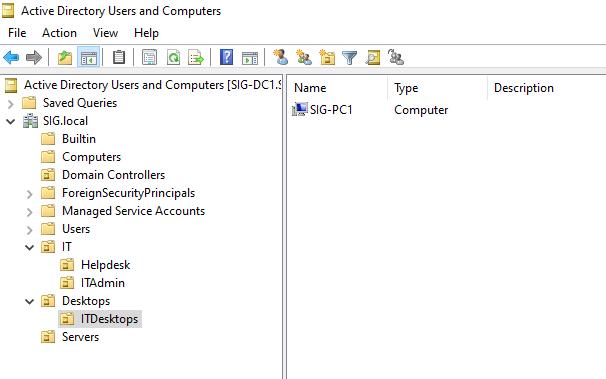 Active Directory Users and Computers
File Action View Help
Active Directory Users and Computers [SIG-DC1.S
Saved Queries
SIG.local
Builtin
Computers
Domain Controllers
ForeignSecurityPrincipals
Managed Service Accounts
Users
IT
Helpdesk
ITAdmin
Desktops
ITDesktops
Servers
Name Type Description
SIG-PC1 Computer